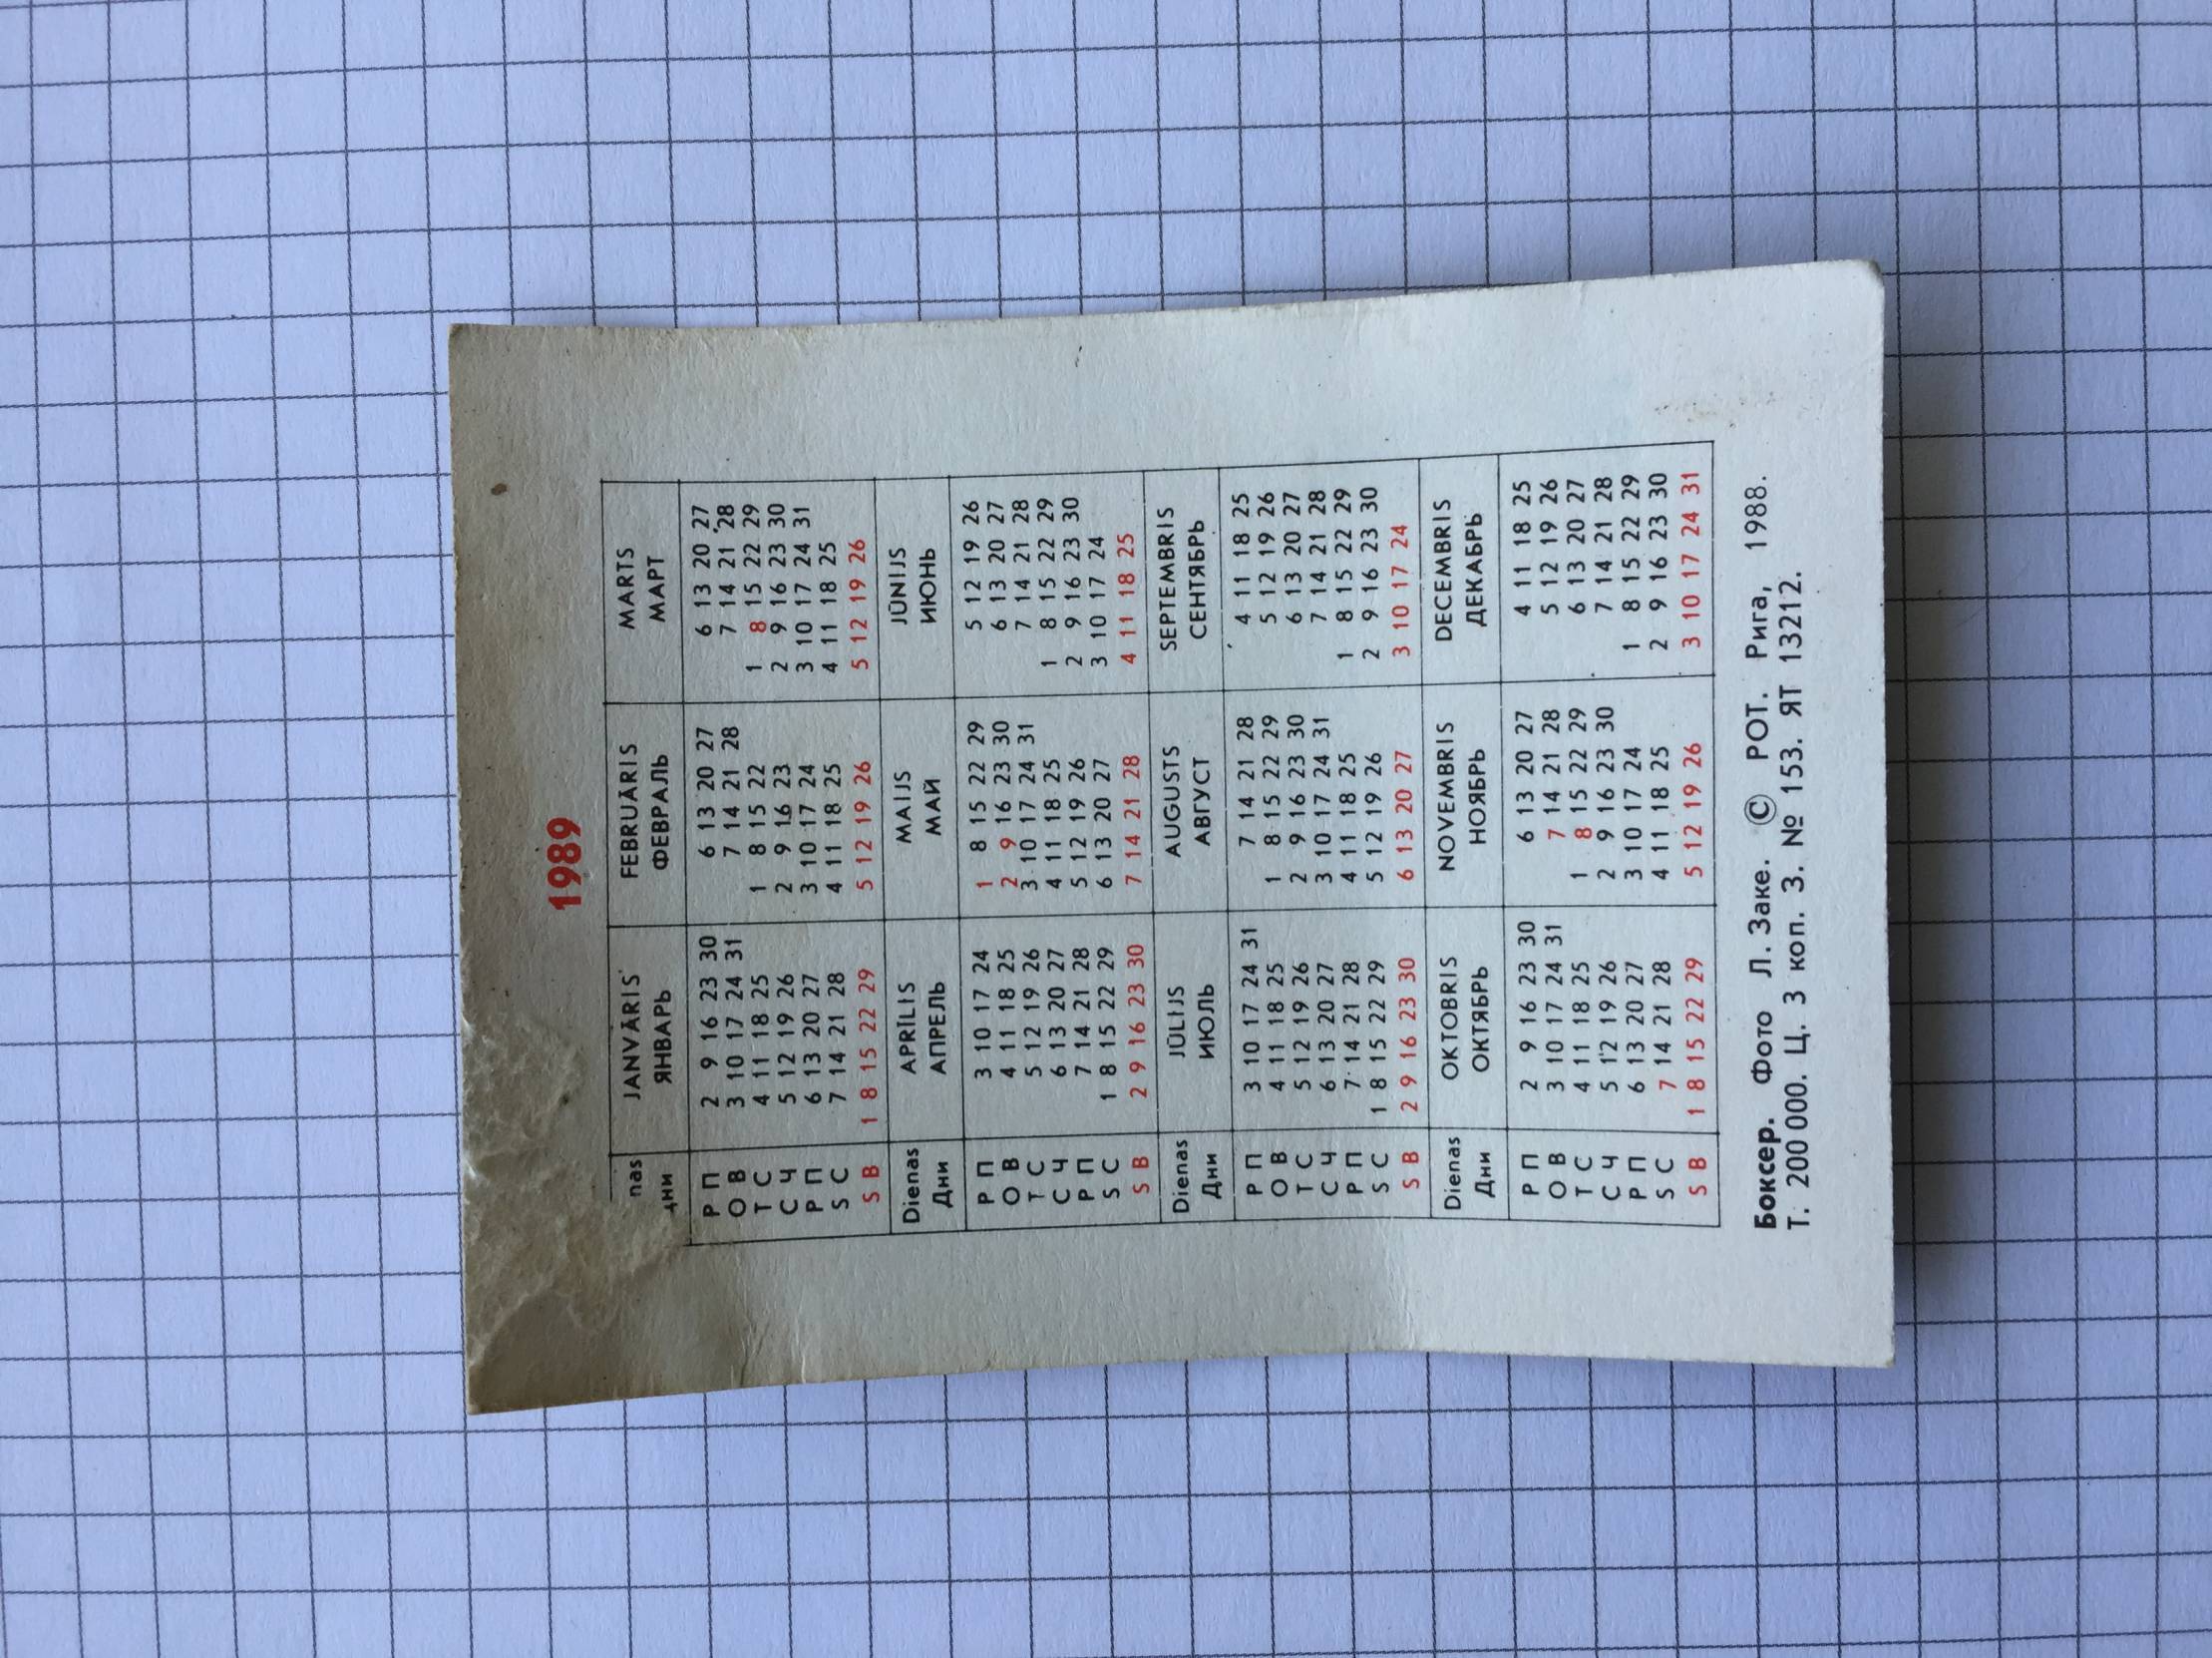 1989
JANVĀRIS FEBRUĀRIS MARTS
ЯНВАРЬ ФЕВРАЛЬ МАРТ
P П 2 9 16 23 30 6 13 20 27 6 13 20 27
O В 3 10 17 24 31 7 14 21 28 7 14 21 28
T С 4 11 18 25 1 8 15 22 1 8 15 22 29
C Ч 5 12 19 26 2 9 16 23 2 9 16 23 30
P П 6 13 20 27 3 10 17 24 3 10 17 24 31
S С 7 14 21 28 4 11 18 25 4 11 18 25
S В 1 8 15 22 29 5 12 19 26 5 12 19 26
Dienas APRĪLIS MAIJS JŪNIJS
Дни АПРЕЛЬ МАЙ ИЮНЬ
P П 3 10 17 24 1 8 15 22 29 5 12 19 26
O В 4 11 18 25 2 9 16 23 30 6 13 20 27
T С 5 12 19 26 3 10 17 24 31 7 14 21 28
C Ч 6 13 20 27 4 11 18 25 1 8 15 22 29
P П 7 14 21 28 5 12 19 26 2 9 16 23 30
S С 1 8 15 22 29 6 13 20 27 3 10 17 24
S В 2 9 16 23 30 7 14 21 28 4 11 18 25
Dienas JŪLIJS AUGUSTS SEPTEMBRIS
Дни ИЮЛЬ АВГУСТ СЕНТЯБРЬ
P П 3 10 17 24 31 7 14 21 28 4 11 18 25
O В 4 11 18 25 1 8 15 22 29 5 12 19 26
T С 5 12 19 26 2 9 16 23 30 6 13 20 27
C Ч 6 13 20 27 3 10 17 24 31 7 14 21 28
P П 7 14 21 28 4 11 18 25 1 8 15 22 29
S С 1 8 15 22 29 5 12 19 26 2 9 16 23 30
S В 2 9 16 23 30 6 13 20 27 3 10 17 24
Dienas OKTOBRIS NOVEMBRIS DECEMBRIS
Дни ОКТЯБРЬ НОЯБРЬ ДЕКАБРЬ
P П 2 9 16 23 30 6 13 20 27 4 11 18 25
O В 3 10 17 24 31 7 14 21 28 5 12 19 26
T С 4 11 18 25 1 8 15 22 29 6 13 20 27
C Ч 5 12 19 26 2 9 16 23 30 7 14 21 28
P П 6 13 20 27 3 10 17 24 1 8 15 22 29
S С 7 14 21 28 4 11 18 25 2 9 16 23 30
S В 1 8 15 22 29 5 12 19 26 3 10 17 24 31
Боксер. Фото Л. Заке. © РОТ. Рига, 1988.
Т. 200 000. Ц. 3 коп. З. № 153. ЯТ 13212.